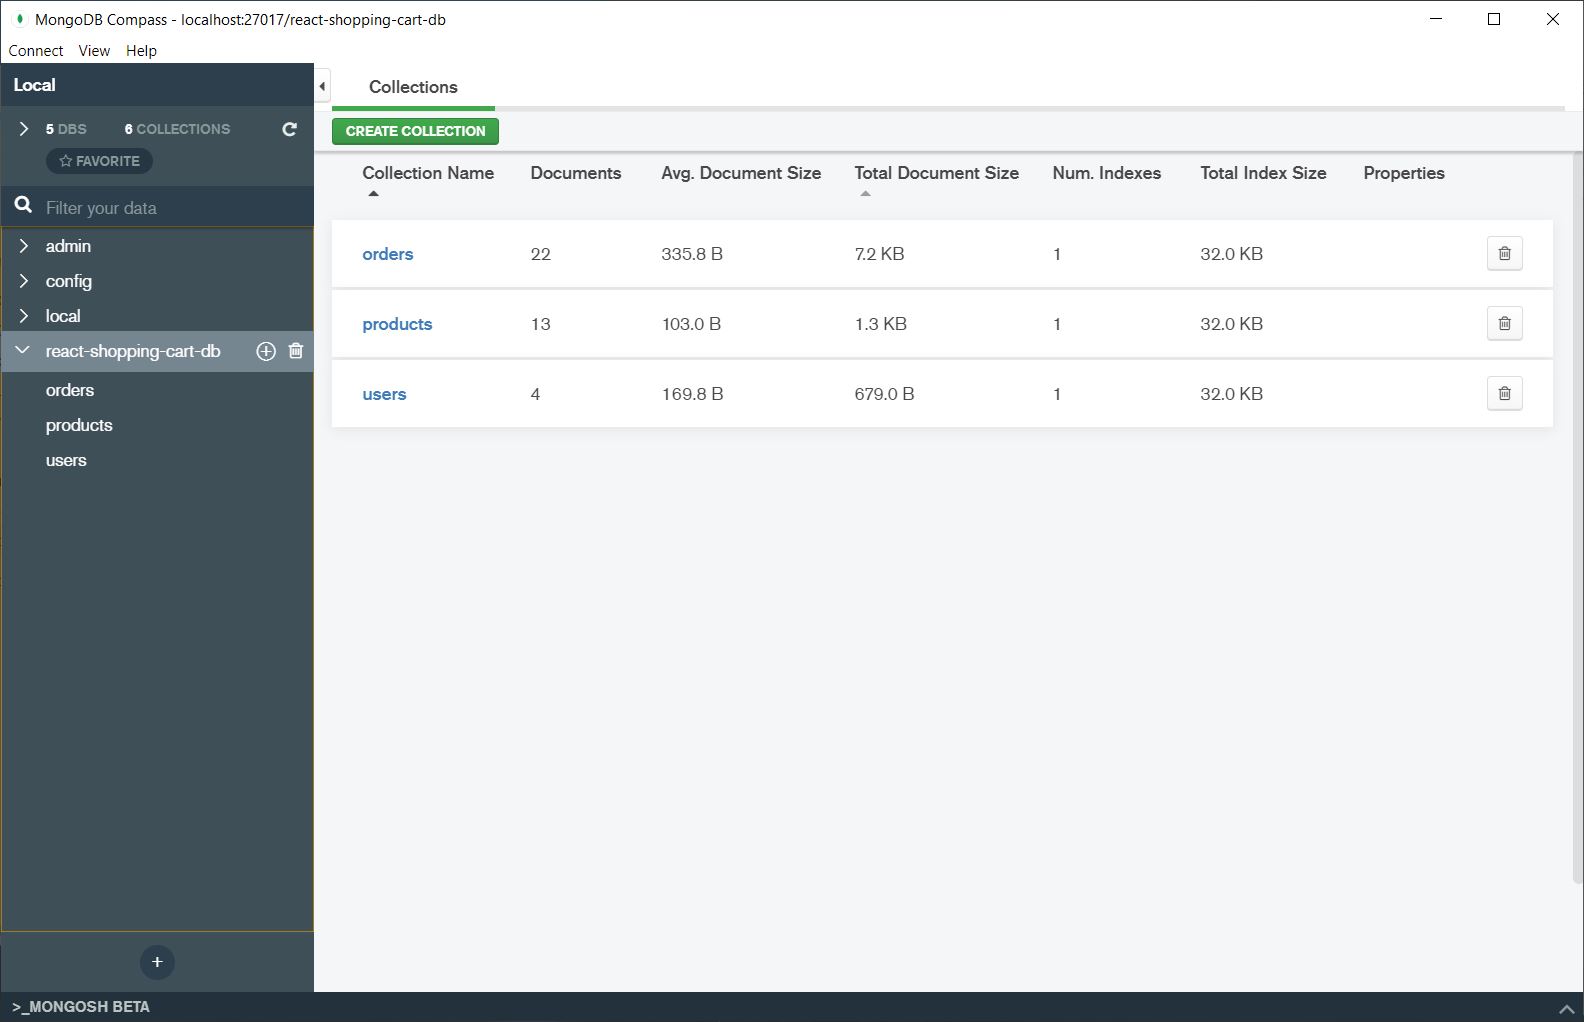 MongoDB Compass - localhost:27017/react-shopping-cart-db
Connect View Help
Local
5 DBS 6 COLLECTIONS
FAVORITE
Filter your data
admin
config
local
react-shopping-cart-db
orders
products
users
Collections
CREATE COLLECTION
Collection Name Documents Avg. Document Size Total Document Size Num. Indexes Total Index Size Properties
orders 22 335.8 B 7.2 KB 1 32.0 KB
products 13 103.0 B 1.3 KB 1 32.0 KB
users 4 169.8 B 679.0 B 1 32.0 KB
+
>_MONGOSH BETA